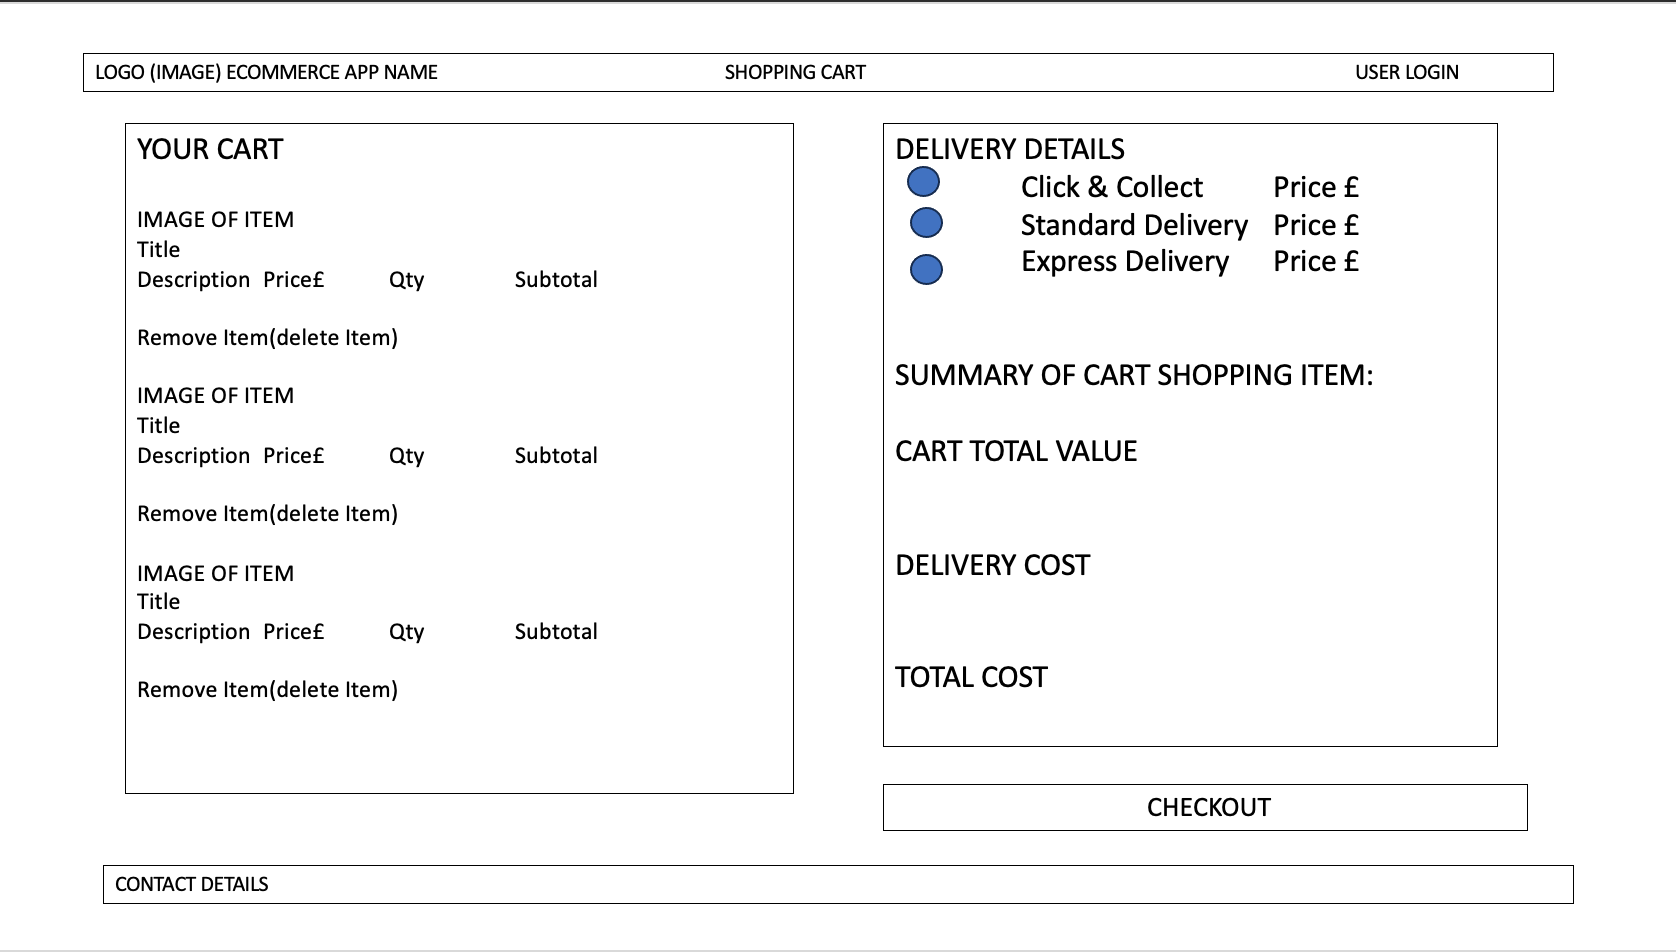 LOGO (IMAGE) ECOMMERCE APP NAME SHOPPING CART USER LOGIN
YOUR CART
IMAGE OF ITEM
Title
Description Price£ Qty Subtotal
Remove Item(delete Item)
IMAGE OF ITEM
Title
Description Price£ Qty Subtotal
Remove Item(delete Item)
IMAGE OF ITEM
Title
Description Price£ Qty Subtotal
Remove Item(delete Item)
DELIVERY DETAILS
Click & Collect Price £
Standard Delivery Price £
Express Delivery Price £
SUMMARY OF CART SHOPPING ITEM:
CART TOTAL VALUE
DELIVERY COST
TOTAL COST
CHECKOUT
CONTACT DETAILS